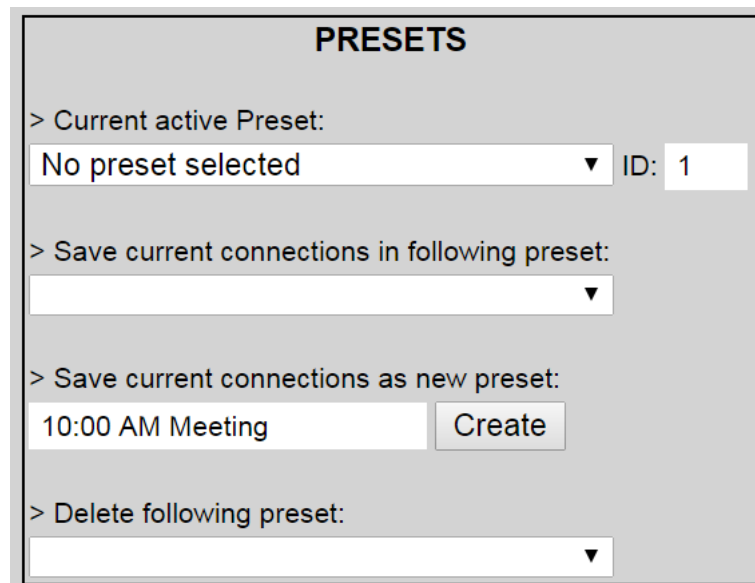 PRESETS
> Current active Preset:
No preset selected ▼ ID: 1
> Save current connections in following preset:
▼
> Save current connections as new preset:
10:00 AM Meeting Create
> Delete following preset:
▼